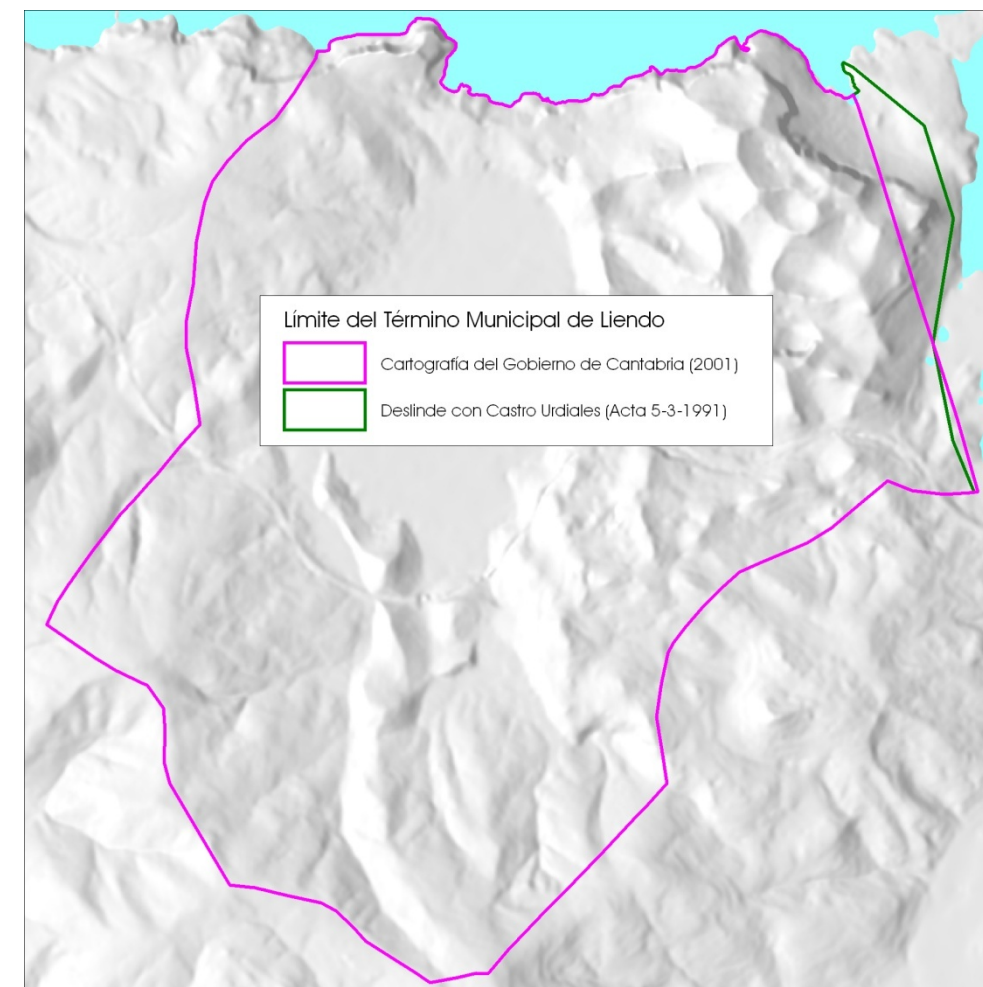 Límite del Término Municipal de Liendo
Cartografía del Gobierno de Cantabria (2001)
Deslinde con Castro Urdiales (Acta 5-3-1991)